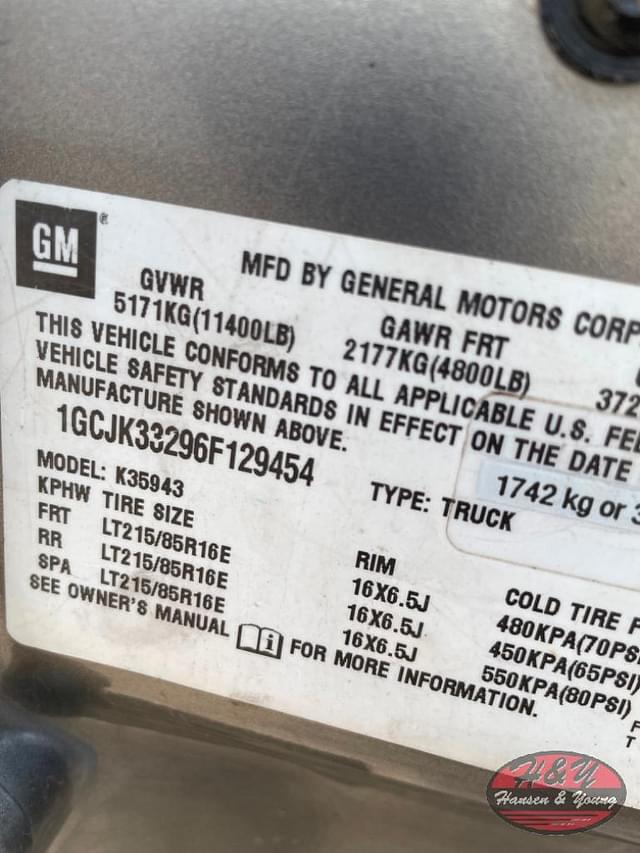 GM
®
MFD BY GENERAL MOTORS CORP
GVWR
GAWR FRT
5171KG(11400LB)
2177KG(4800LB)
372
THIS VEHICLE CONFORMS TO ALL APPLICABLE U.S. FE
VEHICLE SAFETY STANDARDS IN EFFECT ON THE DATE
MANUFACTURE SHOWN ABOVE.
1GCJK33296F129454
TYPE: TRUCK
1742 kg or 3
MODEL: K35943
KPHW TIRE SIZE
RIM
COLD TIRE P
FRT LT215/85R16E
16X6.5J
480KPA(70PSI
RR LT215/85R16E
16X6.5J
450KPA(65PSI)
SPA LT215/85R16E
16X6.5J
550KPA(80PSI)
SEE OWNER'S MANUAL i FOR MORE INFORMATION.
F
T
H&Y
Hansen & Young